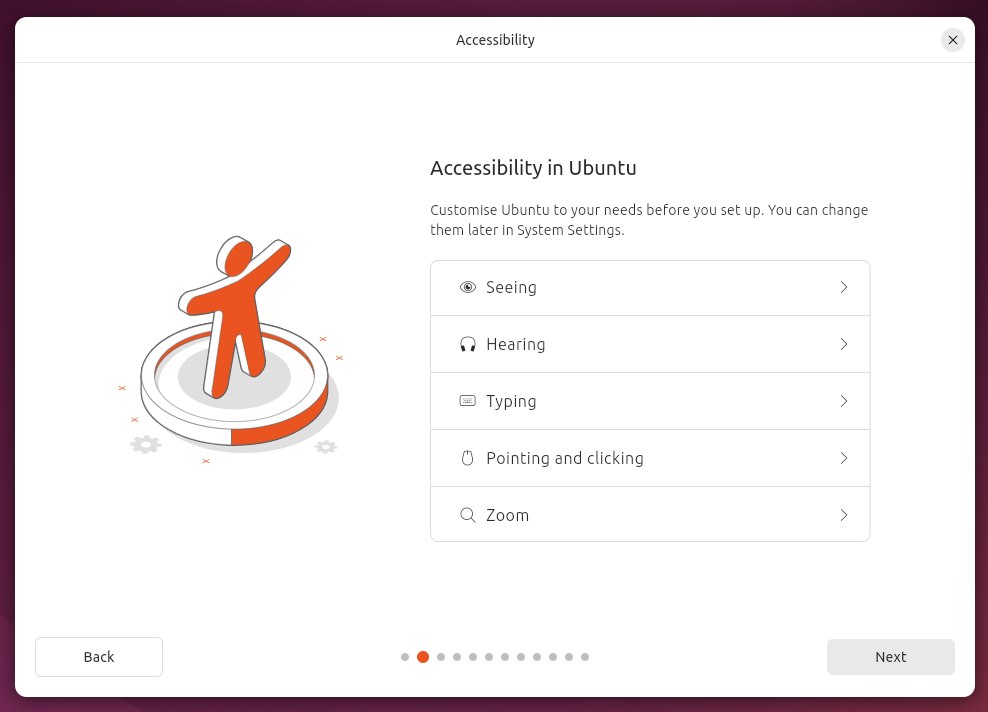 Accessibility
Accessibility in Ubuntu
Customise Ubuntu to your needs before you set up. You can change
them later in System Settings.
Seeing
Hearing
Typing
Pointing and clicking
Zoom
Back
Next